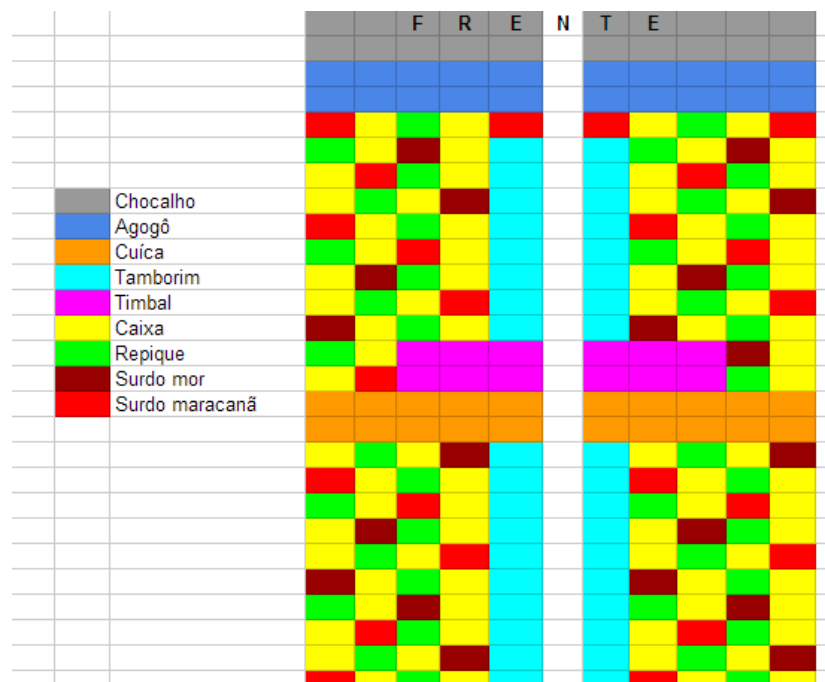 F R E N T E
Chocalho
Agogô
Cuíca
Tamborim
Timbal
Caixa
Repique
Surdo mor
Surdo maracanã